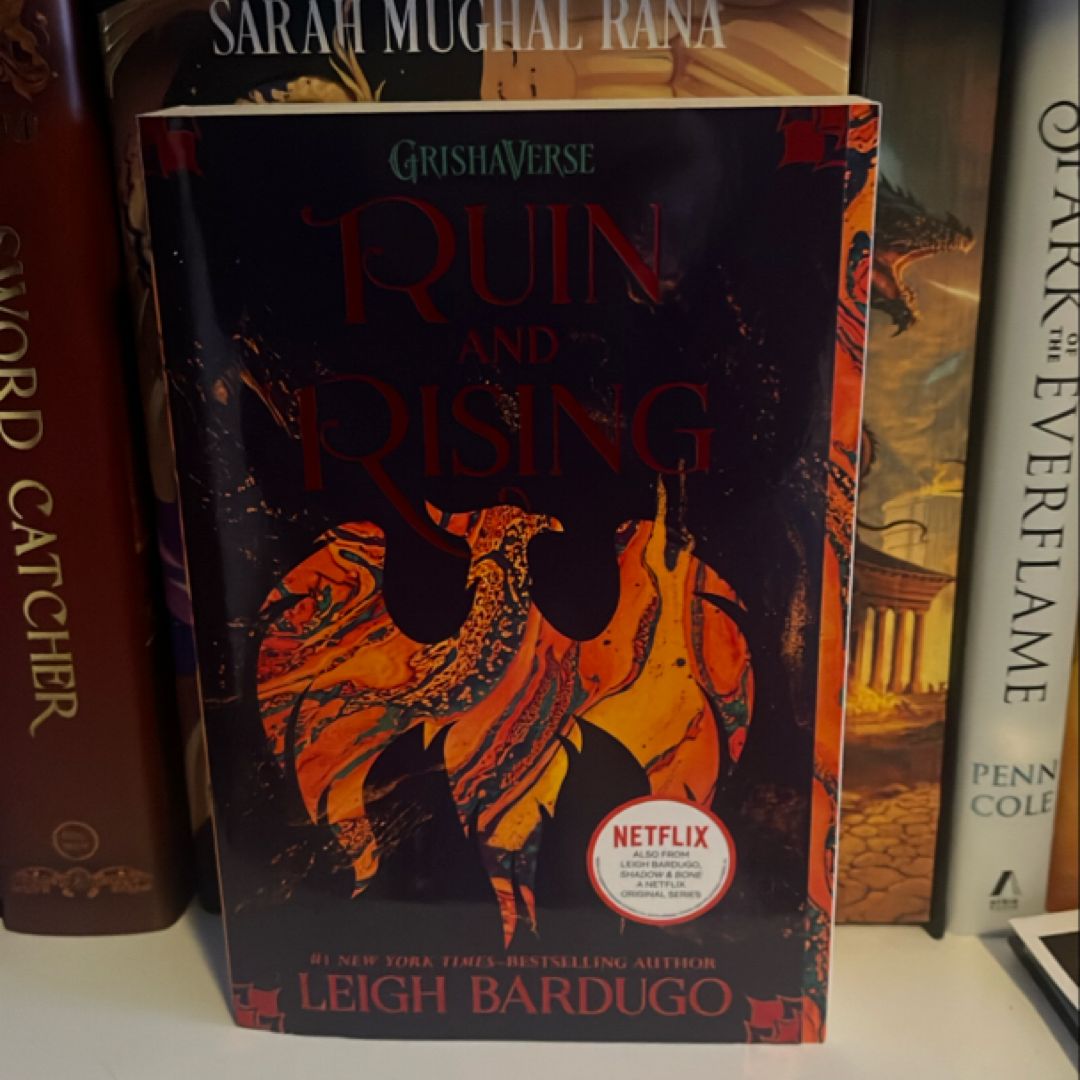 SARAH MUGHAL RANA
GRISHAVERSE
RUIN
AND
RISING
NETFLIX
ALSO FROM
LEIGH BARDUGO,
SHADOW & BONE
A NETFLIX
ORIGINAL SERIES
#1 NEW YORK TIMES–BESTSELLING AUTHOR
LEIGH BARDUGO
SWORD CATCHER
SPARK OF THE EVERFLAME
PENN
COLE